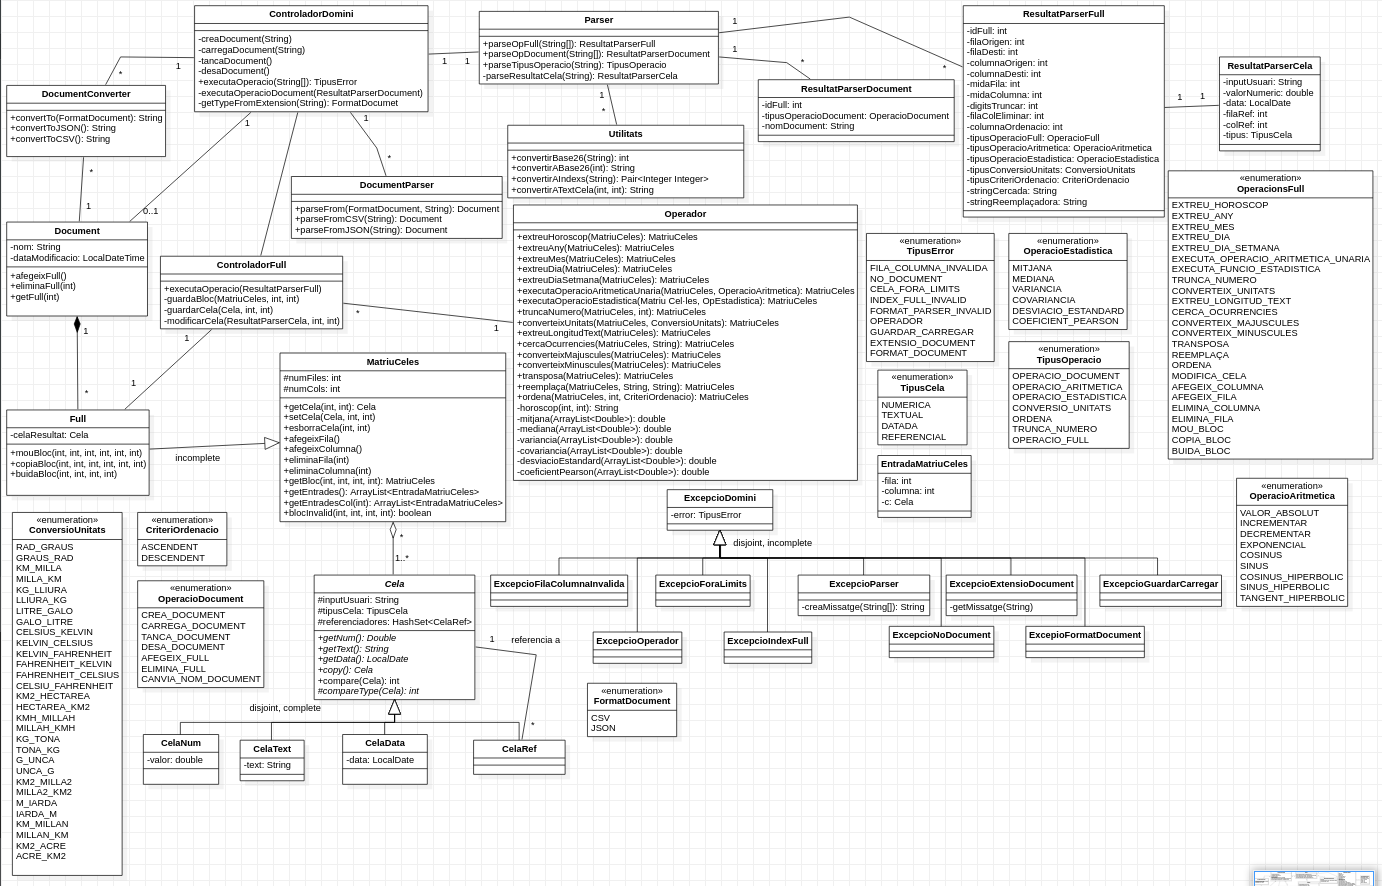 ControladorDomini
-creaDocument(String)
-carregaDocument(String)
-tancaDocument()
-desaDocument()
+executaOperacio(String[]): TipusError
-executaOperacioDocument(ResultatParserDocument)
-getTypeFromExtension(String): FormatDocumet
1
*
1
1
1
1
0..1
*
Parser
+parseOpFull(String[]): ResultatParserFull
+parseOpDocument(String[]): ResultatParserDocument
+parseTipusOperacio(String): TipusOperacio
-parseResultatCela(String): ResultatParserCela
1
*
1
*
1
*
ResultatParserFull
-idFull: int
-filaOrigen: int
-filaDesti: int
-columnaOrigen: int
-columnaDesti: int
-midaFila: int
-midaColumna: int
-digitsTruncar: int
-filaColEliminar: int
-columnaOrdenacio: int
-tipusOperacioFull: OperacioFull
-tipusOperacioAritmetica: OperacioAritmetica
-tipusOperacioEstadistica: OperacioEstadistica
-tipusConversioUnitats: ConversioUnitats
-tipusCriteriOrdenacio: CriteriOrdenacio
-stringCercada: String
-stringReemplaçadora: String
1
1
ResultatParserCela
-inputUsuari: String
-valorNumeric: double
-data: LocalDate
-filaRef: int
-colRef: int
-tipus: TipusCela
DocumentConverter
+convertTo(FormatDocument): String
+convertToJSON(): String
+convertToCSV(): String
*
1
ResultatParserDocument
-idFull: int
-tipusOperacioDocument: OperacioDocument
-nomDocument: String
Utilitats
+convertirBase26(String): int
+convertirABase26(int): String
+convertirAIndexs(String): Pair<Integer Integer>
+convertirATextCela(int, int): String
DocumentParser
+parseFrom(FormatDocument, String): Document
+parseFromCSV(String): Document
+parseFromJSON(String): Document
«enumeration»
OperacionsFull
EXTREU_HOROSCOP
EXTREU_ANY
EXTREU_MES
EXTREU_DIA
EXTREU_DIA_SETMANA
EXECUTA_OPERACIO_ARITMETICA_UNARIA
EXECUTA_FUNCIO_ESTADISTICA
TRUNCA_NUMERO
CONVERTEIX_UNITATS
EXTREU_LONGITUD_TEXT
CERCA_OCURRENCIES
CONVERTEIX_MAJUSCULES
CONVERTEIX_MINUSCULES
TRANSPOSA
REEMPLAÇA
ORDENA
MODIFICA_CELA
AFEGEIX_COLUMNA
AFEGEIX_FILA
ELIMINA_COLUMNA
ELIMINA_FILA
MOU_BLOC
COPIA_BLOC
BUIDA_BLOC
Document
-nom: String
-dataModificacio: LocalDateTime
+afegeixFull()
+eliminaFull(int)
+getFull(int)
1
*
ControladorFull
+executaOperacio(ResultatParserFull)
-guardaBloc(MatriuCeles, int, int)
-guardarCela(Cela, int, int)
-modificarCela(ResultatParserCela, int, int)
*
1
1
1
Operador
+extreuHoroscop(MatriuCeles): MatriuCeles
+extreuAny(MatriuCeles): MatriuCeles
+extreuMes(MatriuCeles): MatriuCeles
+extreuDia(MatriuCeles): MatriuCeles
+extreuDiaSetmana(MatriuCeles): MatriuCeles
+executaOperacioAritmeticaUnaria(MatriuCeles, OperacioAritmetica): MatriuCeles
+executaOperacioEstadistica(Matriu Cel·les, OpEstadistica): MatriuCeles
+truncaNumero(MatriuCeles, int): MatriuCeles
+converteixUnitats(MatriuCeles, ConversioUnitats): MatriuCeles
+extreuLongitudText(MatriuCeles): MatriuCeles
+cercaOcurrencies(MatriuCeles, String): MatriuCeles
+converteixMajuscules(MatriuCeles): MatriuCeles
+converteixMinuscules(MatriuCeles): MatriuCeles
+transposa(MatriuCeles): MatriuCeles
+reemplaça(MatriuCeles, String, String): MatriuCeles
+ordena(MatriuCeles, int, CriteriOrdenacio): MatriuCeles
-horoscop(int, int): String
-mitjana(ArrayList<Double>): double
-mediana(ArrayList<Double>): double
-variancia(ArrayList<Double>): double
-covariancia(ArrayList<Double>): double
-desviacioEstandard(ArrayList<Double>): double
-coeficientPearson(ArrayList<Double>): double
«enumeration»
TipusError
FILA_COLUMNA_INVALIDA
NO_DOCUMENT
CELA_FORA_LIMITS
INDEX_FULL_INVALID
FORMAT_PARSER_INVALID
OPERADOR
GUARDAR_CARREGAR
EXTENSIO_DOCUMENT
FORMAT_DOCUMENT
«enumeration»
OperacioEstadistica
MITJANA
MEDIANA
VARIANCIA
COVARIANCIA
DESVIACIO_ESTANDARD
COEFICIENT_PEARSON
«enumeration»
TipusOperacio
OPERACIO_DOCUMENT
OPERACIO_ARITMETICA
OPERACIO_ESTADISTICA
CONVERSIO_UNITATS
ORDENA
TRUNCA_NUMERO
OPERACIO_FULL
«enumeration»
TipusCela
NUMERICA
TEXTUAL
DATADA
REFERENCIAL
EntradaMatriuCeles
-fila: int
-columna: int
-c: Cela
MatriuCeles
#numFiles: int
#numCols: int
+getCela(int, int): Cela
+setCela(Cela, int, int)
+esborraCela(int, int)
+afegeixFila()
+afegeixColumna()
+eliminaFila(int)
+eliminaColumna(int)
+getBloc(int, int, int, int): MatriuCeles
+getEntrades(): ArrayList<EntradaMatriuCeles>
+getEntradesCol(int): ArrayList<EntradaMatriuCeles>
+blocInvalid(int, int, int, int): boolean
*
1..*
Full
-celaResultat: Cela
+mouBloc(int, int, int, int, int, int)
+copiaBloc(int, int, int, int, int, int)
+buidaBloc(int, int, int, int)
incomplete
«enumeration»
ConversioUnitats
RAD_GRAUS
GRAUS_RAD
KM_MILLA
MILLA_KM
KG_LLIURA
LLIURA_KG
LITRE_GALO
GALO_LITRE
CELSIUS_KELVIN
KELVIN_CELSIUS
KELVIN_FAHRENHEIT
FAHRENHEIT_KELVIN
FAHRENHEIT_CELSIUS
CELSIU_FAHRENHEIT
KM2_HECTAREA
HECTAREA_KM2
KMH_MILLAH
MILLAH_KMH
KG_TONA
TONA_KG
G_UNCA
UNCA_G
KM2_MILLA2
MILLA2_KM2
M_IARDA
IARDA_M
KM_MILLAN
MILLAN_KM
KM2_ACRE
ACRE_KM2
«enumeration»
CriteriOrdenacio
ASCENDENT
DESCENDENT
«enumeration»
OperacioDocument
CREA_DOCUMENT
CARREGA_DOCUMENT
TANCA_DOCUMENT
DESA_DOCUMENT
AFEGEIX_FULL
ELIMINA_FULL
CANVIA_NOM_DOCUMENT
Cela
#inputUsuari: String
#tipusCela: TipusCela
#referenciadores: HashSet<CelaRef>
+getNum(): Double
+getText(): String
+getData(): LocalDate
+copy(): Cela
+compare(Cela): int
#compareType(Cela): int
1
referencia a
*
disjoint, complete
CelaNum
-valor: double
CelaText
-text: String
CelaData
-data: LocalDate
CelaRef
ExcepcioDomini
-error: TipusError
disjoint, incomplete
ExcepcioFilaColumnaInvalida
ExcepcioForaLimits
ExcepcioParser
-creaMissatge(String[]): String
ExcepcioExtensioDocument
-getMissatge(String)
ExcepcioGuardarCarregar
ExcepcioOperador
ExcepcioIndexFull
ExcepcioNoDocument
ExcepioFormatDocument
«enumeration»
FormatDocument
CSV
JSON
«enumeration»
OperacioAritmetica
VALOR_ABSOLUT
INCREMENTAR
DECREMENTAR
EXPONENCIAL
COSINUS
SINUS
COSINUS_HIPERBOLIC
SINUS_HIPERBOLIC
TANGENT_HIPERBOLIC